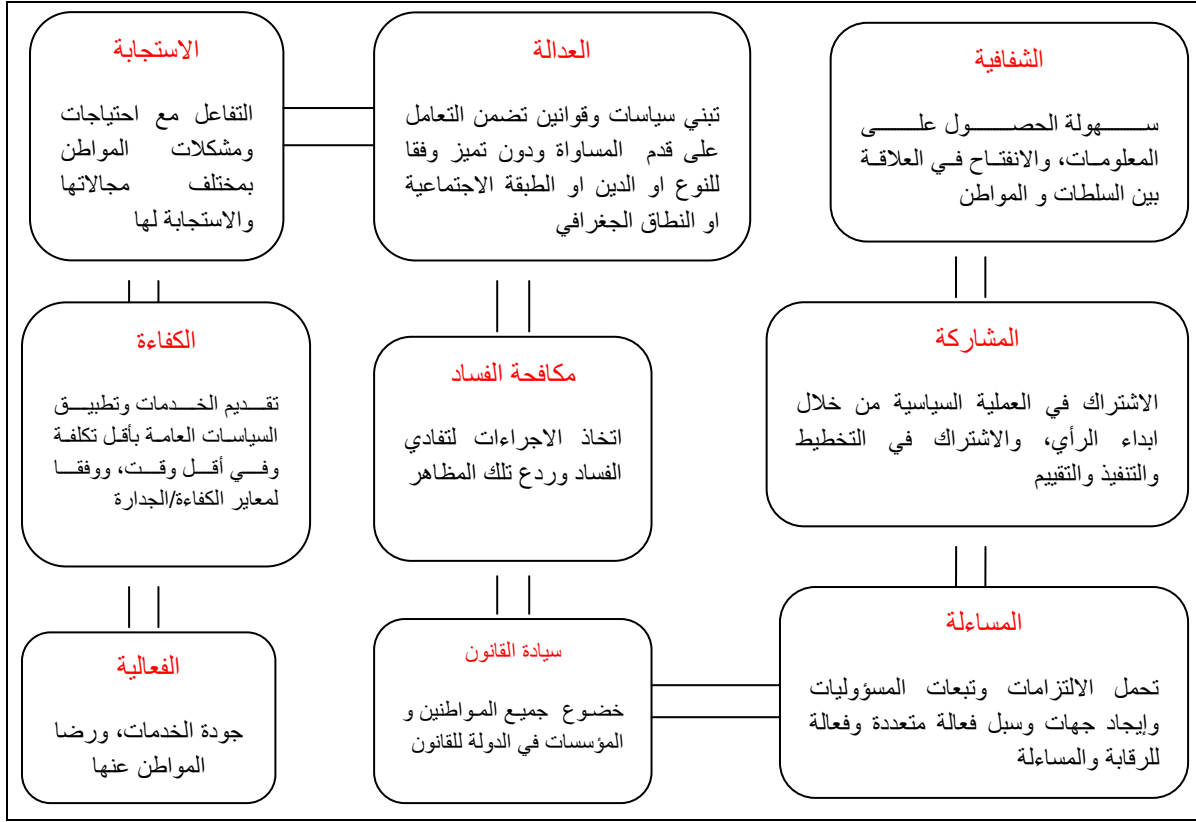 الشفافية
سهولة الحصول على
المعلومات، والانفتاح في العلاقة
بين السلطات و المواطن
المشاركة
الاشتراك في العملية السياسية من خلال
ابداء الرأي، والاشتراك في التخطيط
والتنفيذ والتقييم
المساءلة
تحمل الالتزامات وتبعات المسؤوليات
وإيجاد جهات وسبل فعالة متعددة وفعالة
للرقابة والمساءلة
سيادة القانون
خضوع جميع المواطنين و
المؤسسات في الدولة للقانون
مكافحة الفساد
اتخاذ الاجراءات لتفادي
الفساد وردع تلك المظاهر
العدالة
تبني سياسات وقوانين تضمن التعامل
على قدم المساواة ودون تميز وفقا
للنوع او الدين او الطبقة الاجتماعية
او النطاق الجغرافي
الاستجابة
التفاعل مع احتياجات
ومشكلات المواطن
بمختلف مجالاتها
والاستجابة لها
الكفاءة
تقديم الخدمات وتطبيق
السياسات العامة بأقل تكلفة
وفي أقل وقت، ووفقا
لمعاير الكفاءة/الجدارة
الفعالية
جودة الخدمات، ورضا
المواطن عنها